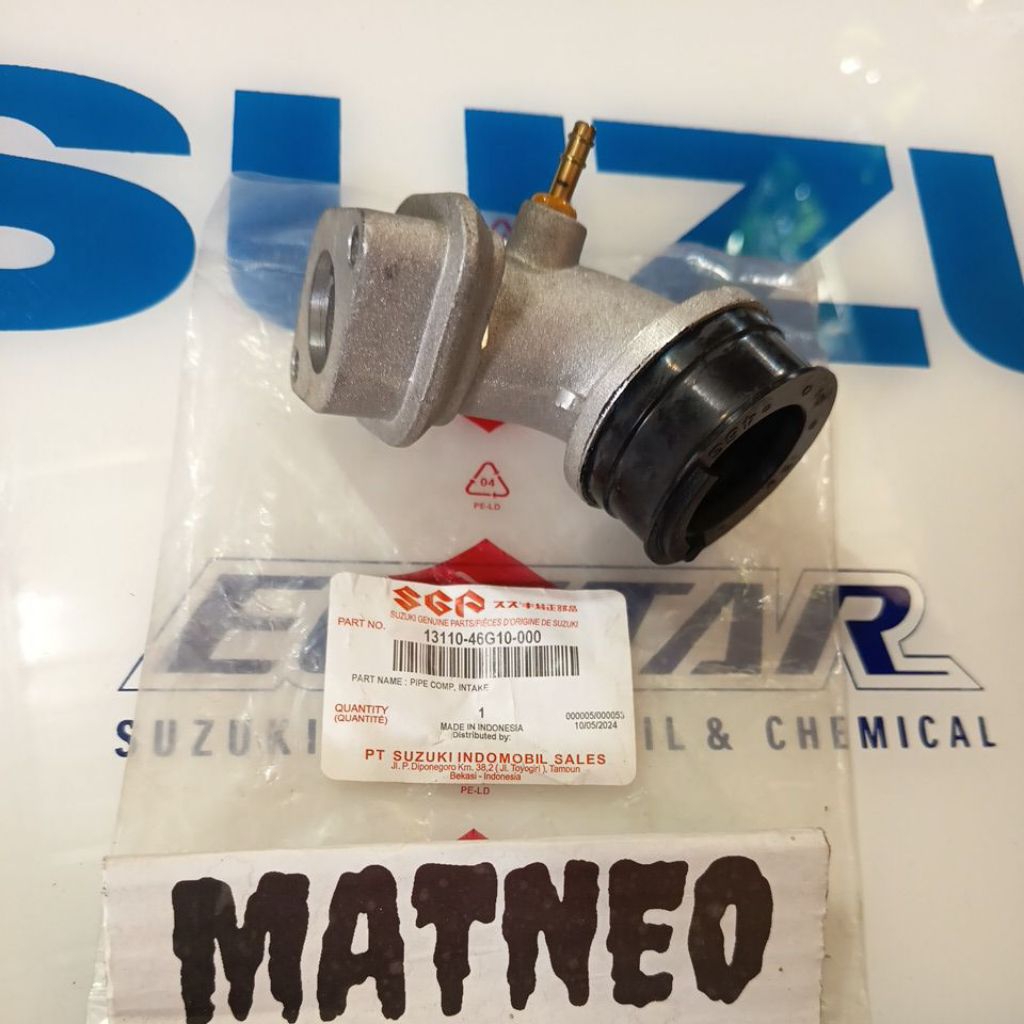 SUZU
04
PE-LD
ECSTAR
SGP スズキ純正部品
SUZUKI GENUINE PARTS/PIÈCES D'ORIGINE DE SUZUKI
PART NO. 13110-46G10-000
PART NAME : PIPE COMP, INTAKE
QUANTITY 1 000005/000053
(QUANTITÉ) MADE IN INDONESIA 10/05/2024
Distributed by:
PT SUZUKI INDOMOBIL SALES
Jl. P. Diponegoro Km. 38,2 ( Jl. Toyogiri ), Tambun
Bekasi - Indonesia
SUZUKI IL & CHEMICAL
PE-LD
MATNEO